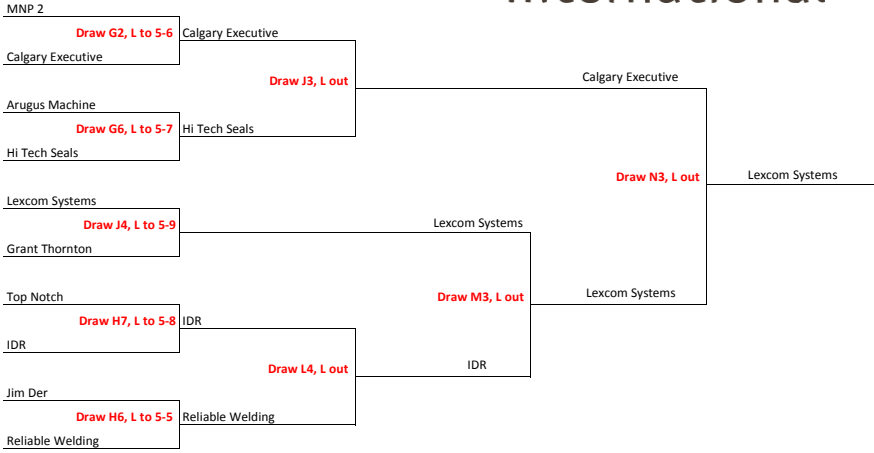 International
MNP 2
Draw G2, L to 5-6
Calgary Executive
Calgary Executive
Draw J3, L out
Calgary Executive
Arugus Machine
Draw G6, L to 5-7
Hi Tech Seals
Hi Tech Seals
Draw N3, L out
Lexcom Systems
Lexcom Systems
Draw J4, L to 5-9
Lexcom Systems
Grant Thornton
Top Notch
Draw M3, L out
Lexcom Systems
Draw H7, L to 5-8
IDR
IDR
Draw L4, L out
IDR
Jim Der
Draw H6, L to 5-5
Reliable Welding
Reliable Welding